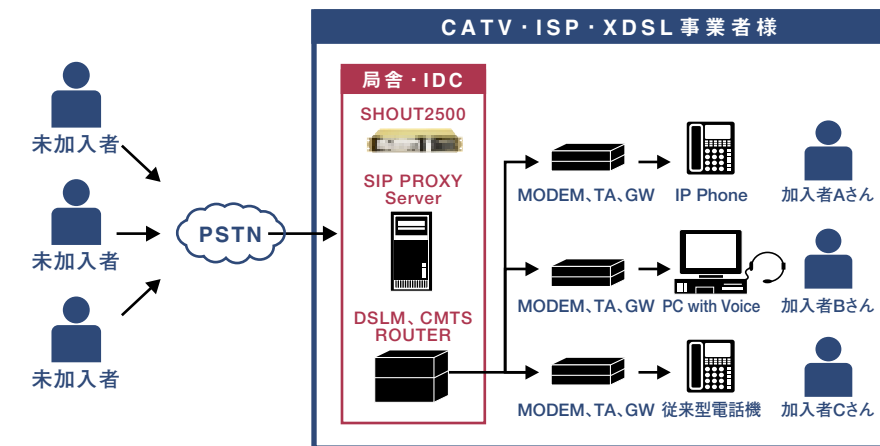 CATV・ISP・XDSL事業者様
未加入者
未加入者
未加入者
PSTN
局舎・IDC
SHOUT2500
SIP PROXY
Server
DSLM、CMTS
ROUTER
MODEM、TA、GW
IP Phone
加入者Aさん
MODEM、TA、GW
PC with Voice
加入者Bさん
MODEM、TA、GW
従来型電話機
加入者Cさん